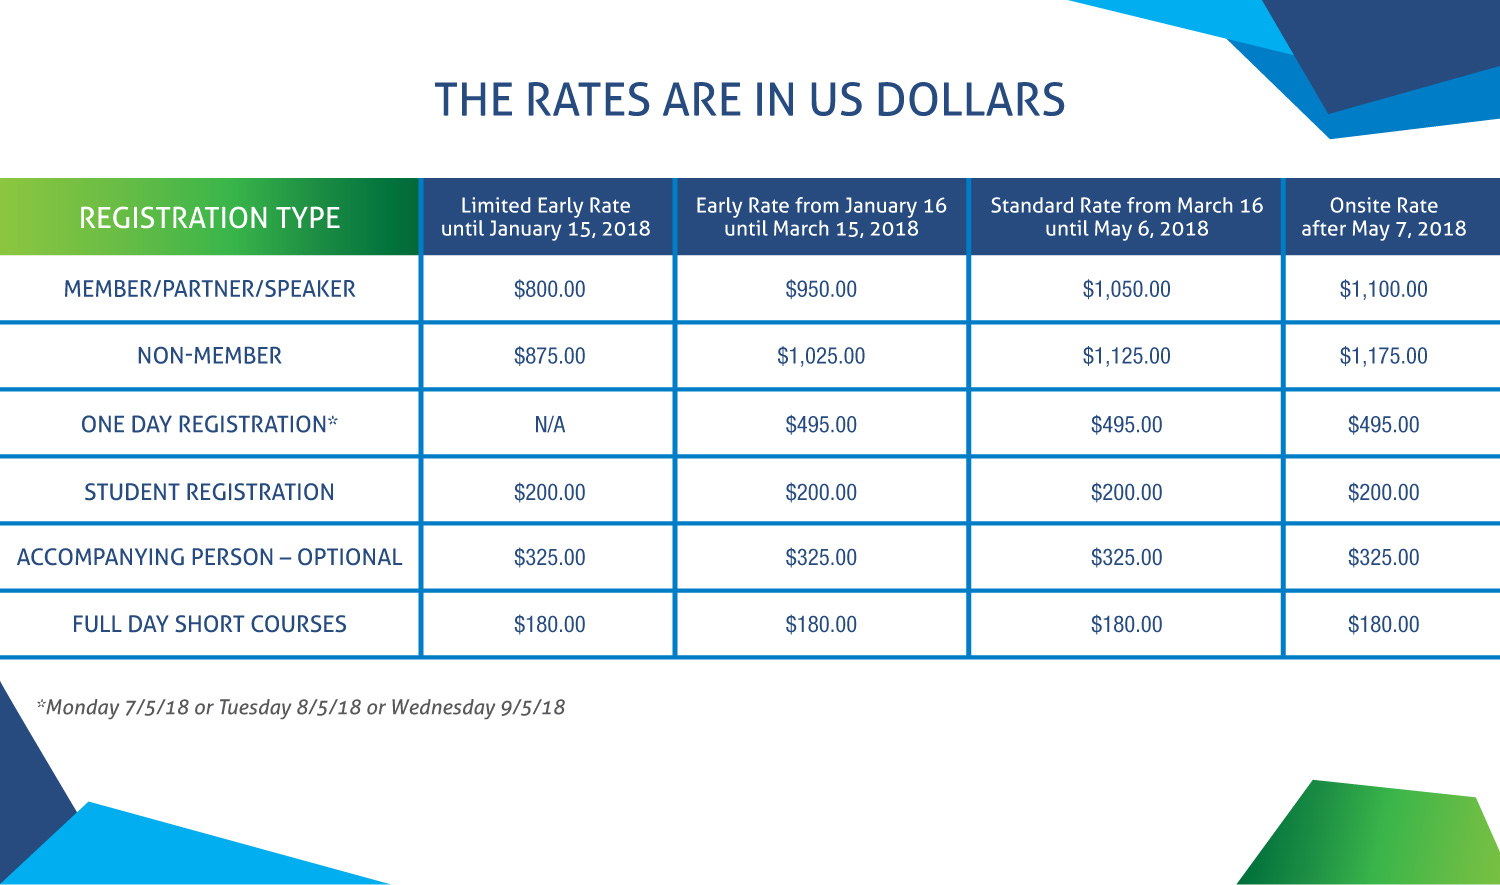 THE RATES ARE IN US DOLLARS
REGISTRATION TYPE
Limited Early Rate
until January 15, 2018
Early Rate from January 16
until March 15, 2018
Standard Rate from March 16
until May 6, 2018
Onsite Rate
after May 7, 2018
MEMBER/PARTNER/SPEAKER $800.00 $950.00 $1,050.00 $1,100.00
NON-MEMBER $875.00 $1,025.00 $1,125.00 $1,175.00
ONE DAY REGISTRATION* N/A $495.00 $495.00 $495.00
STUDENT REGISTRATION $200.00 $200.00 $200.00 $200.00
ACCOMPANYING PERSON – OPTIONAL $325.00 $325.00 $325.00 $325.00
FULL DAY SHORT COURSES $180.00 $180.00 $180.00 $180.00
*Monday 7/5/18 or Tuesday 8/5/18 or Wednesday 9/5/18